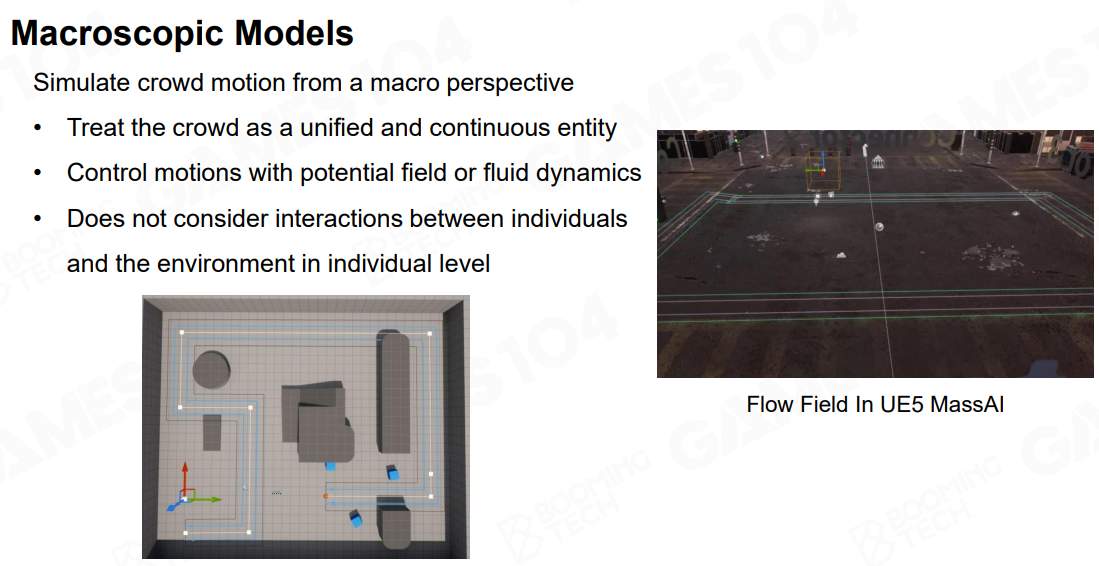 Macroscopic Models
Simulate crowd motion from a macro perspective
• Treat the crowd as a unified and continuous entity
• Control motions with potential field or fluid dynamics
• Does not consider interactions between individuals
and the environment in individual level
Flow Field In UE5 MassAI
GAMES 104
BOOMING
TECH